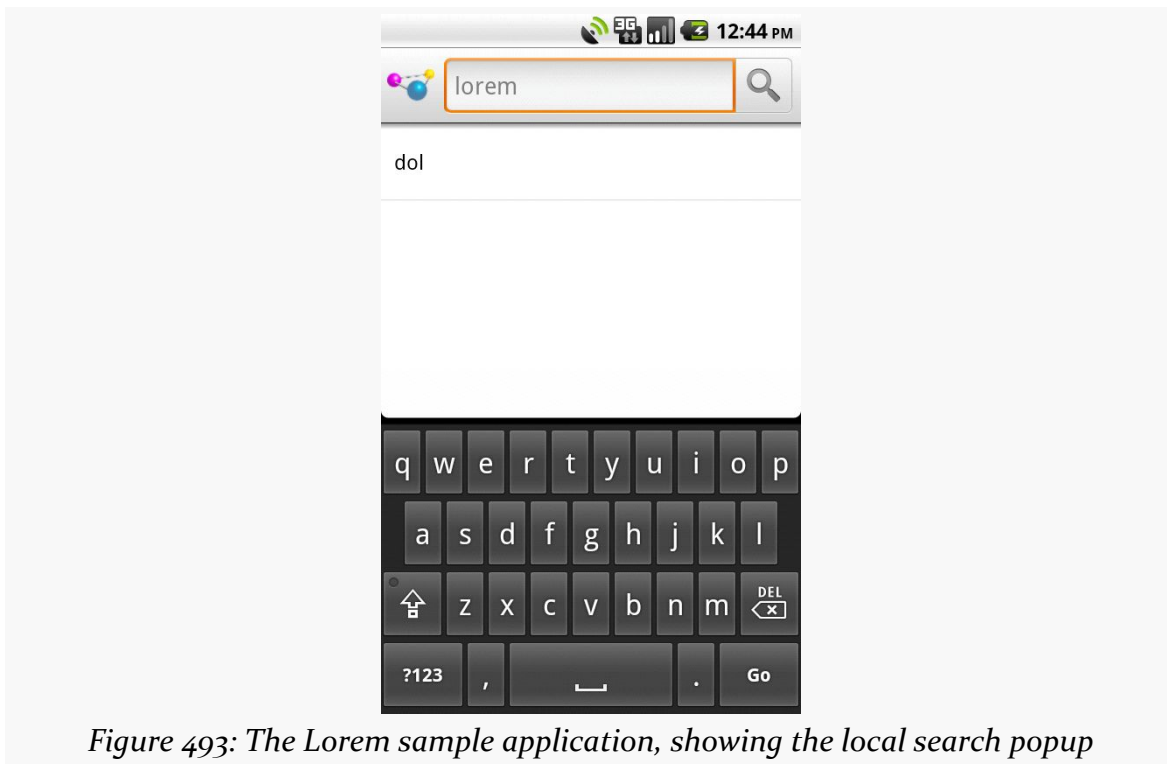 3G 12:44 PM
lorem
dol
q w e r t y u i o p
a s d f g h j k l
z x c v b n m DEL
?123 , . Go
Figure 493: The Lorem sample application, showing the local search popup